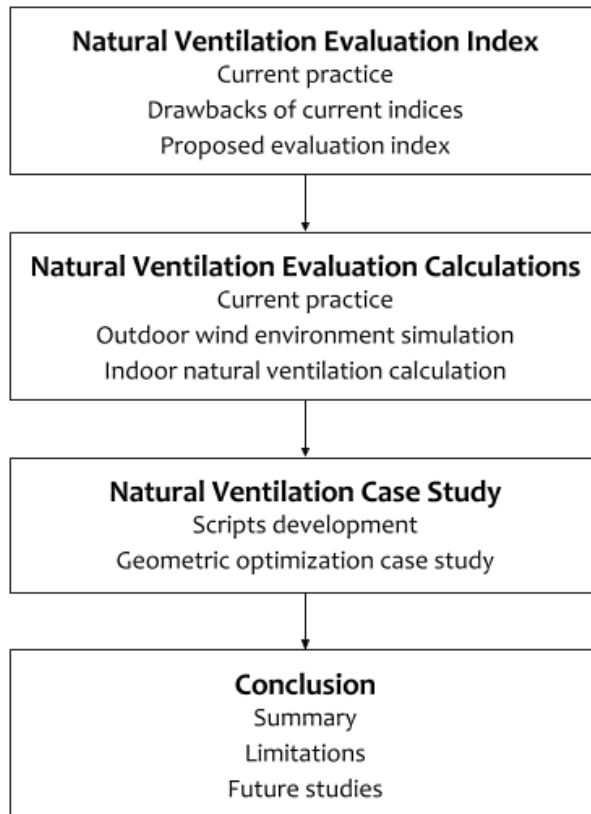 Natural Ventilation Evaluation Index
Current practice
Drawbacks of current indices
Proposed evaluation index
Natural Ventilation Evaluation Calculations
Current practice
Outdoor wind environment simulation
Indoor natural ventilation calculation
Natural Ventilation Case Study
Scripts development
Geometric optimization case study
Conclusion
Summary
Limitations
Future studies